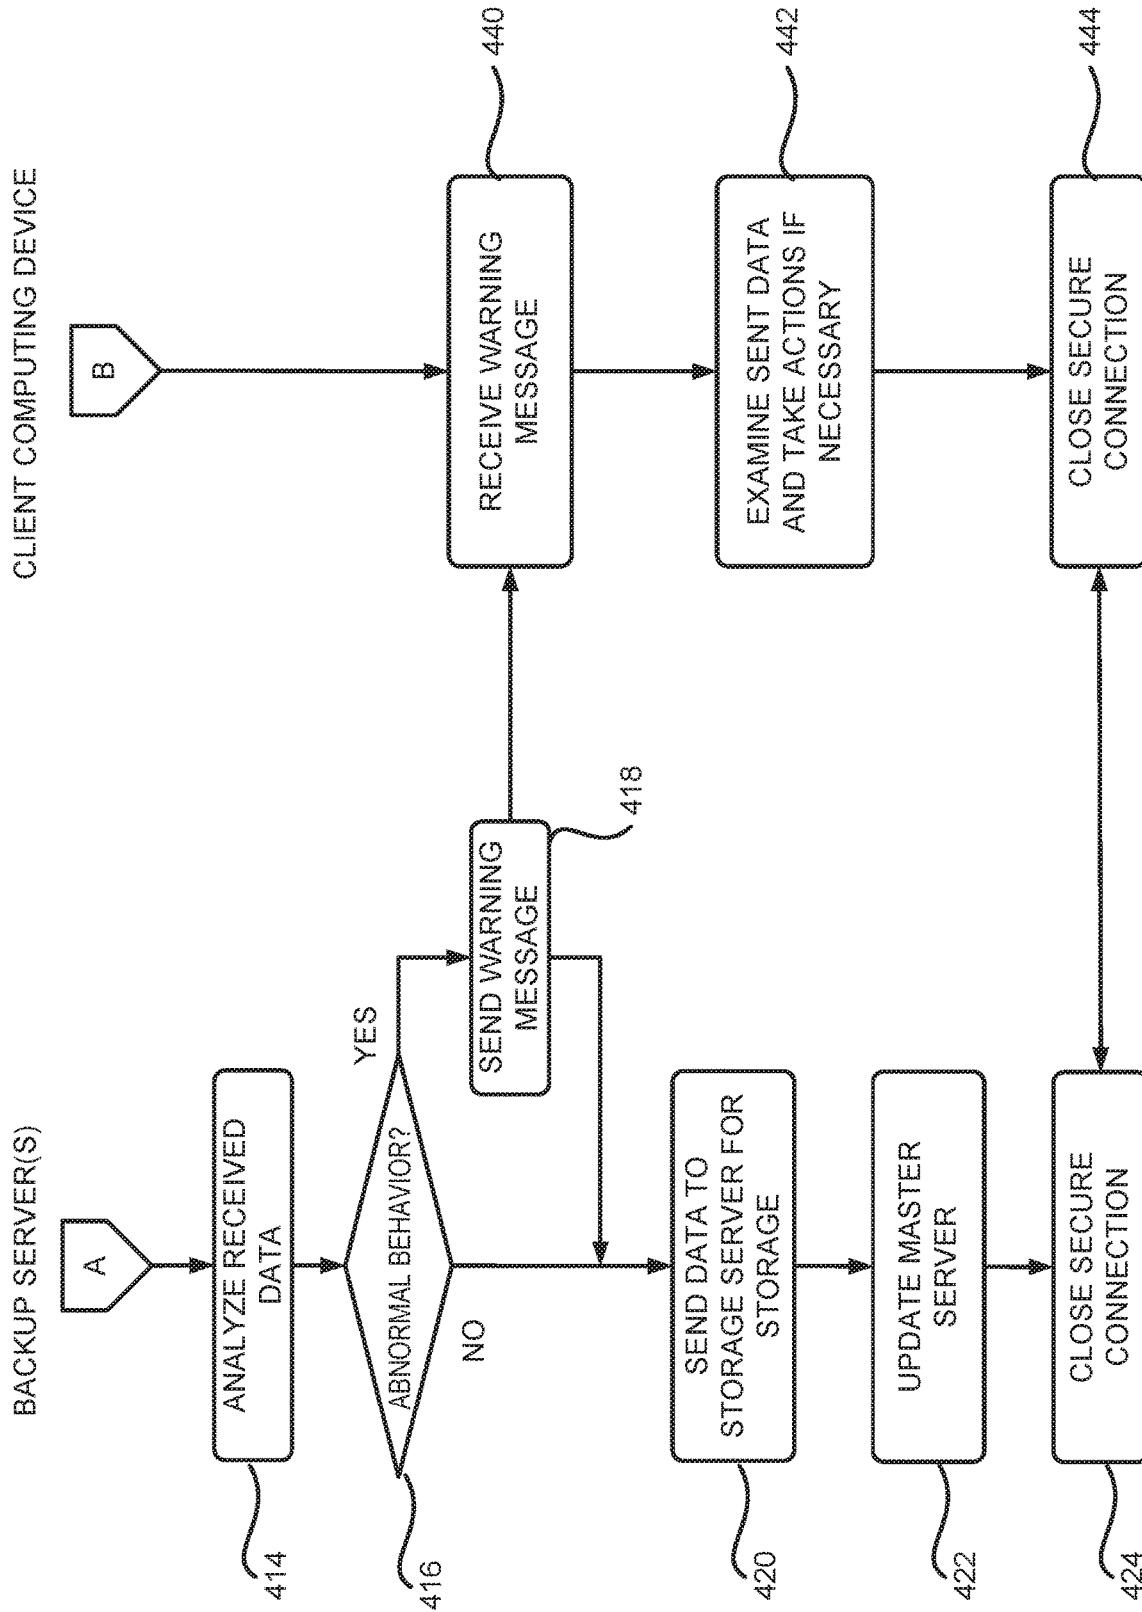 BACKUP SERVER(S)
CLIENT COMPUTING DEVICE
A
B
ANALYZE RECEIVED
DATA
414
ABNORMAL BEHAVIOR?
416
YES
NO
SEND WARNING
MESSAGE
418
RECEIVE WARNING
MESSAGE
440
SEND DATA TO
STORAGE SERVER FOR
STORAGE
420
EXAMINE SENT DATA
AND TAKE ACTIONS IF
NECESSARY
442
UPDATE MASTER
SERVER
422
CLOSE SECURE
CONNECTION
424
CLOSE SECURE
CONNECTION
444